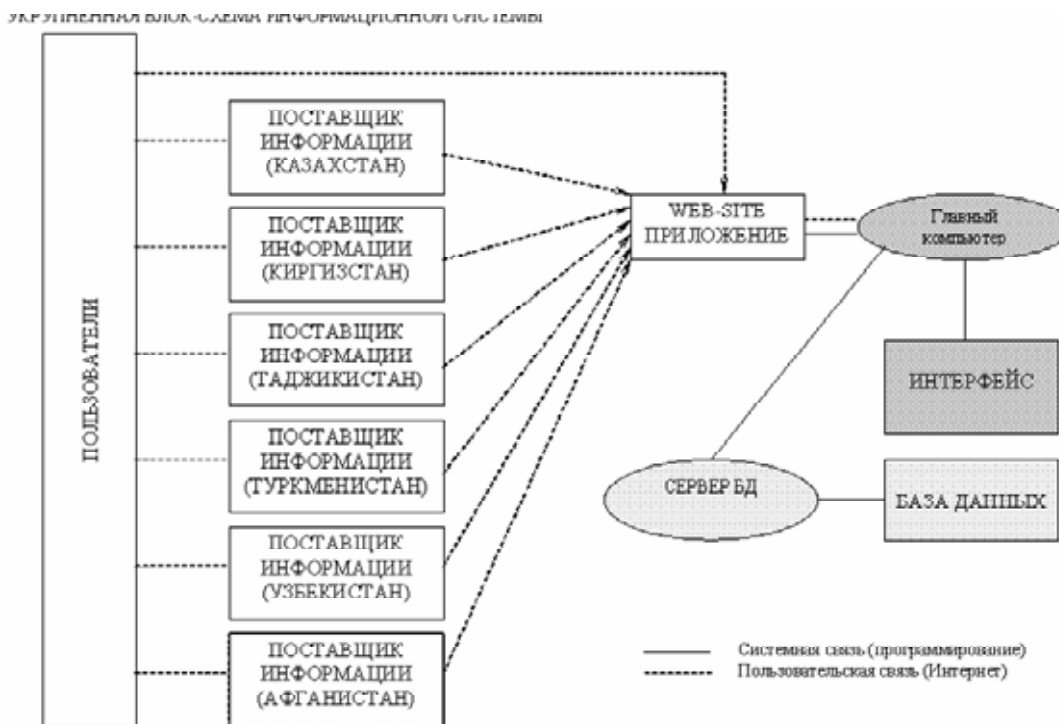 УКРУПНЕННАЯ БЛОК-СХЕМА ИНФОРМАЦИОННОЙ СИСТЕМЫ
ПОЛЬЗОВАТЕЛИ
ПОСТАВЩИК
ИНФОРМАЦИИ
(КАЗАХСТАН)
ПОСТАВЩИК
ИНФОРМАЦИИ
(КИРГИЗСТАН)
ПОСТАВЩИК
ИНФОРМАЦИИ
(ТАДЖИКИСТАН)
ПОСТАВЩИК
ИНФОРМАЦИИ
(ТУРКМЕНИСТАН)
ПОСТАВЩИК
ИНФОРМАЦИИ
(УЗБЕКИСТАН)
ПОСТАВЩИК
ИНФОРМАЦИИ
(АФГАНИСТАН)
WEB-SITE
ПРИЛОЖЕНИЕ
Главный
компьютер
ИНТЕРФЕЙС
СЕРВЕР БД
БАЗА ДАННЫХ
Системная связь (программирование)
Пользовательская связь (Интернет)